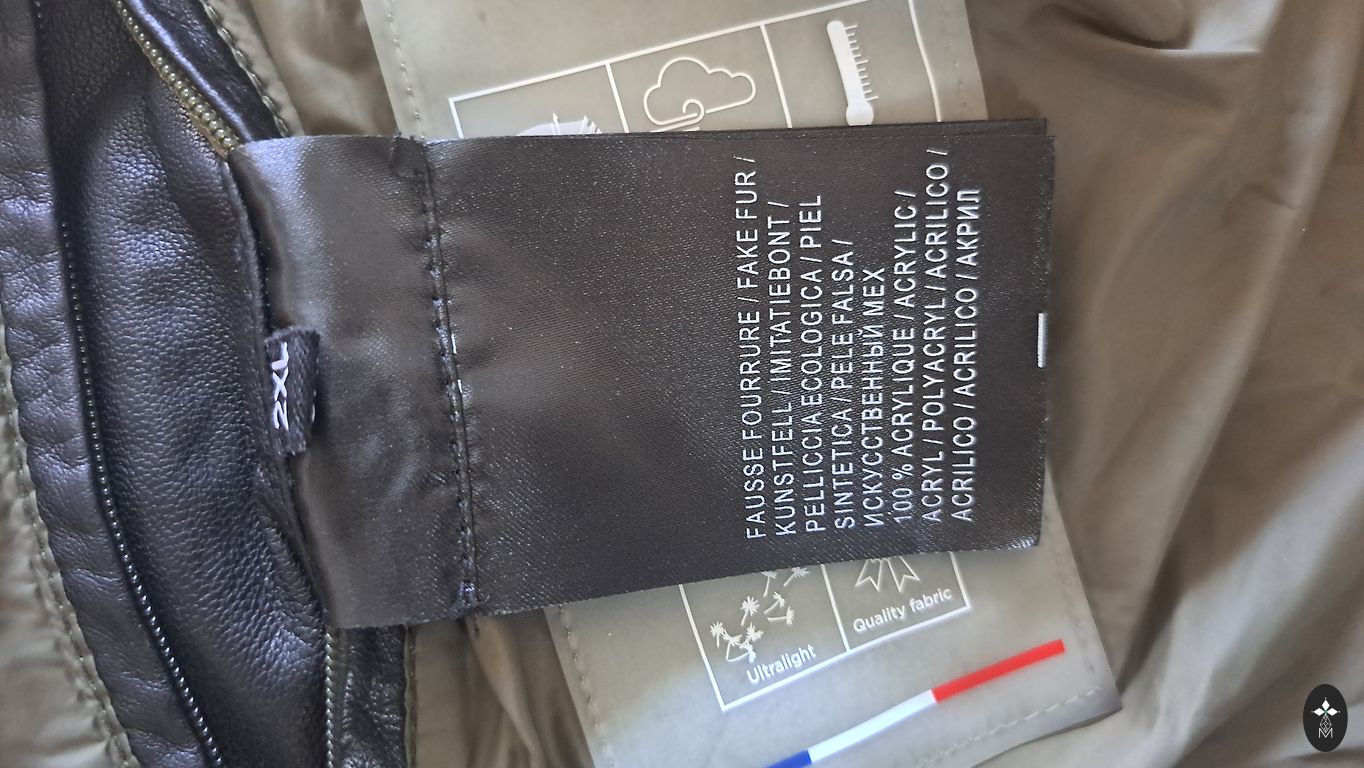 2XL
FAUSSE FOURRURE / FAKE FUR /
KUNSTFELL / IMITATIEBONT /
PELLICCIA ECOLOGICA / PIEL
SINTETICA / PELE FALSA /
ИСКУССТВЕННЫЙ МЕХ
100 % ACRYLIQUE / ACRYLIC /
ACRYL / POLYACRYL / ACRILICO /
ACRILICO / ACRILICO / АКРИЛ
Ultralight
Quality fabric
M